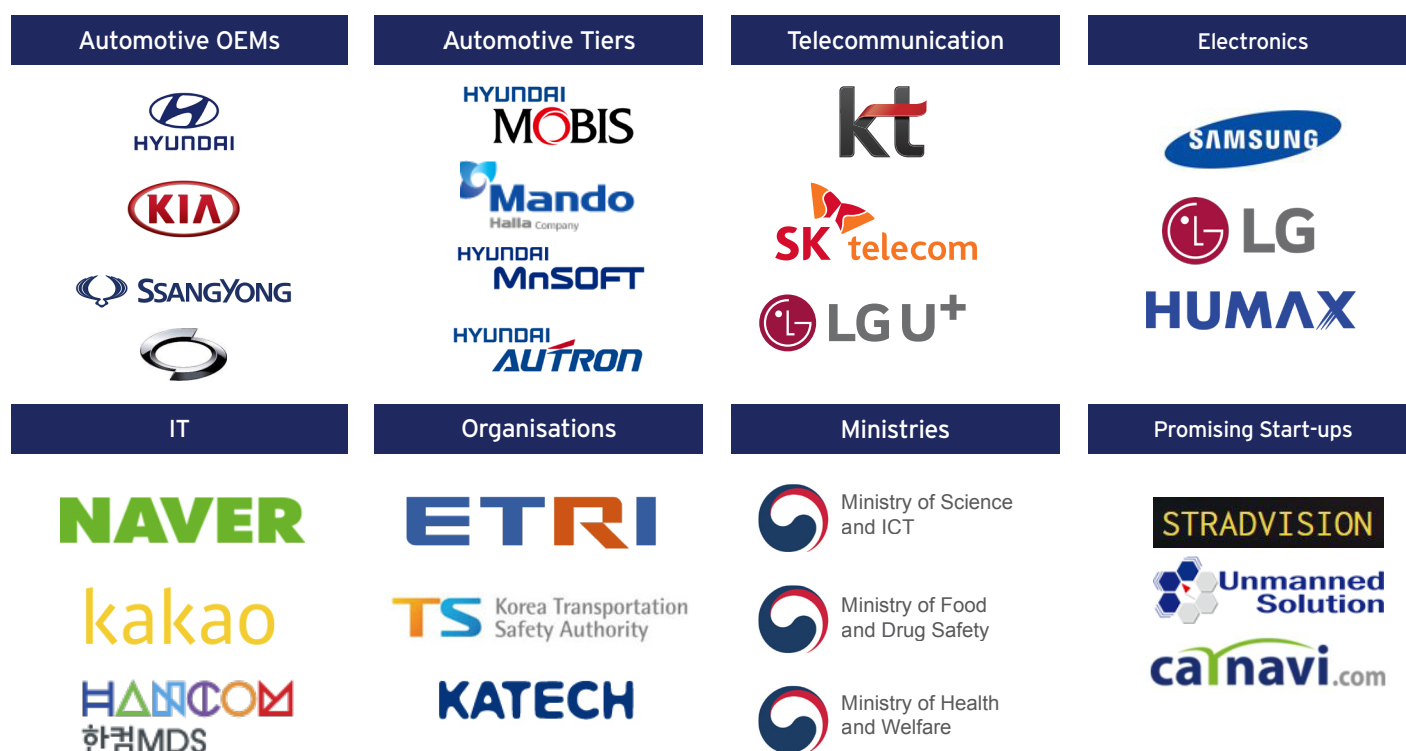 Automotive OEMs
HYUNDAI
KIA
SSANGYONG
Automotive Tiers
HYUNDAI
MOBIS
Mando
Halla Company
HYUNDAI
MnSOFT
HYUNDAI
AUTRON
Telecommunication
kt
SK telecom
LG U+
Electronics
SAMSUNG
LG
HUMAX
IT
NAVER
kakao
HANCOM
한컴MDS
Organisations
ETRI
TS Korea Transportation
Safety Authority
KATECH
Ministries
Ministry of Science
and ICT
Ministry of Food
and Drug Safety
Ministry of Health
and Welfare
Promising Start-ups
STRADVISION
Unmanned
Solution
carnavi.com